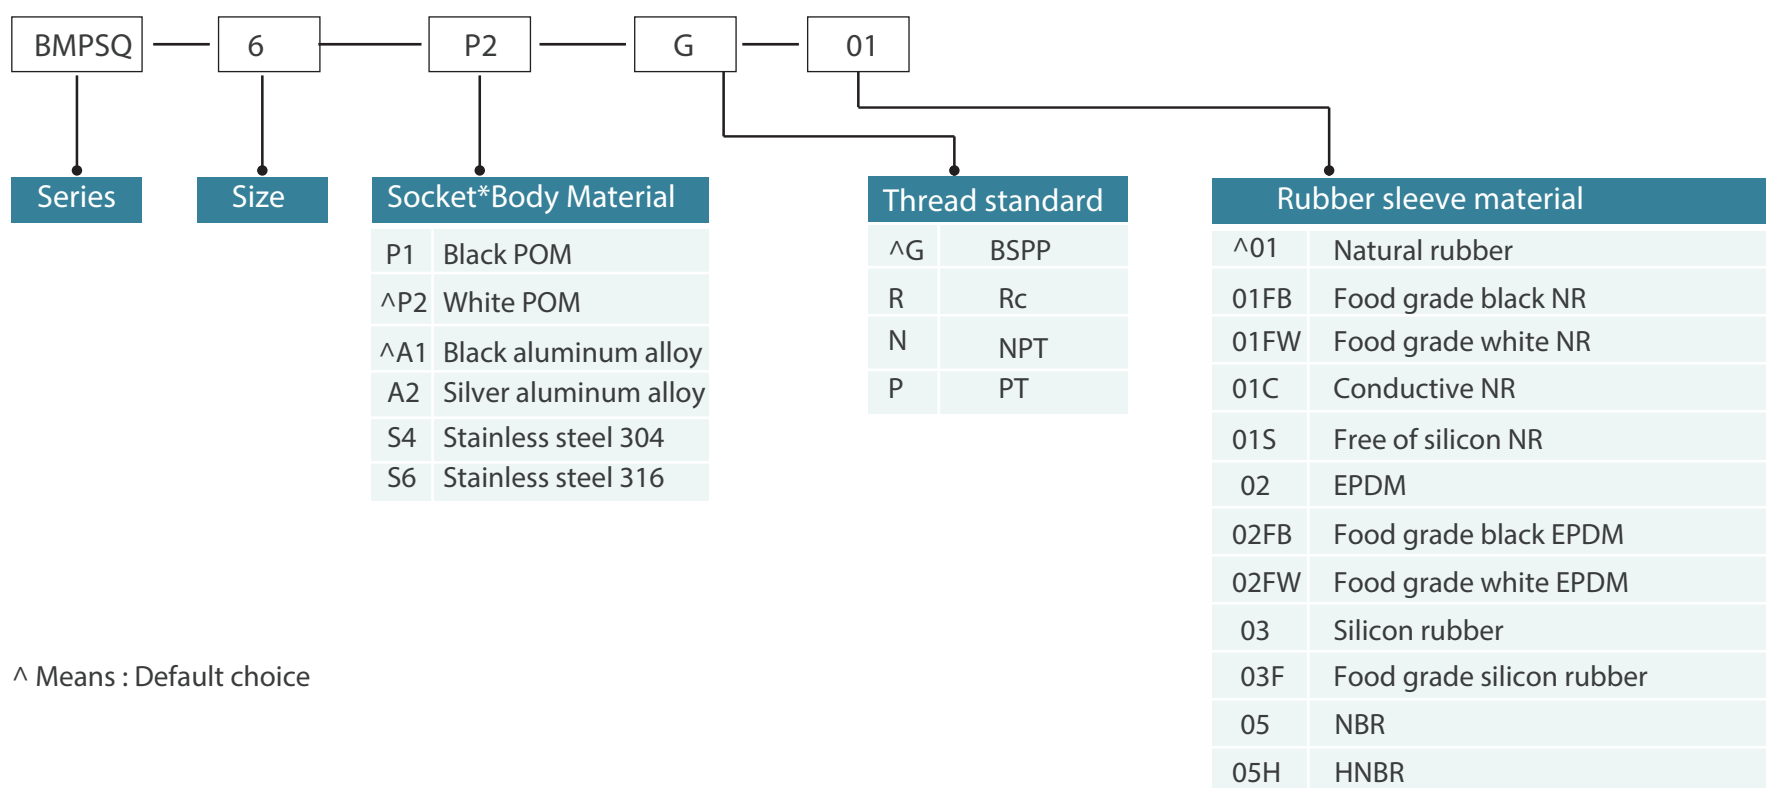 BMPSQ 6 P2 G 01
Series Size Socket*Body Material Thread standard Rubber sleeve material
P1 Black POM
^P2 White POM
^A1 Black aluminum alloy
A2 Silver aluminum alloy
S4 Stainless steel 304
S6 Stainless steel 316
^G BSPP
R Rc
N NPT
P PT
^01 Natural rubber
01FB Food grade black NR
01FW Food grade white NR
01C Conductive NR
01S Free of silicon NR
02 EPDM
02FB Food grade black EPDM
02FW Food grade white EPDM
03 Silicon rubber
03F Food grade silicon rubber
05 NBR
05H HNBR
^ Means : Default choice